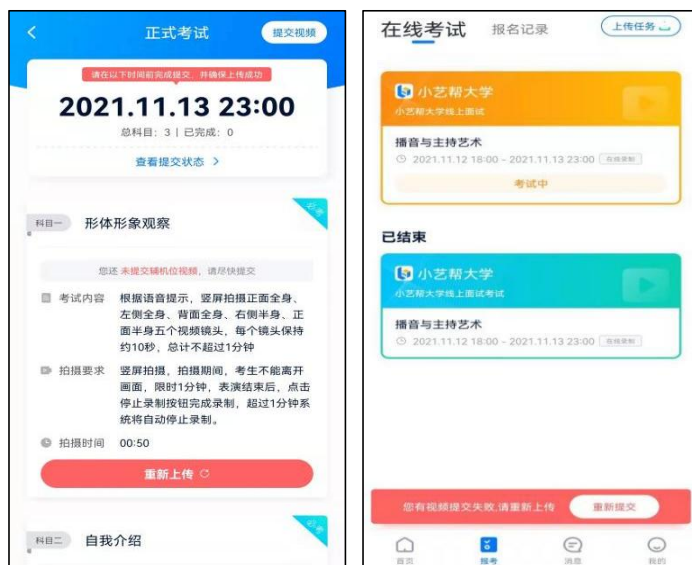 正式考试
提交视频
请在以下时间前完成提交，并确保上传成功
2021.11.13 23:00
总科目：3 | 已完成：0
查看提交状态 >
必考
科目一 形体形象观察
您还 未提交辅机位视频，请尽快提交
考试内容 根据语音提示，竖屏拍摄正面全身、
左侧全身、背面全身、右侧半身、正
面半身五个视频镜头，每个镜头保持
约10秒，总计不超过1分钟
拍摄要求 竖屏拍摄，拍摄期间，考生不能离开
画面，限时1分钟，表演结束后，点击
停止录制按钮完成录制，超过1分钟系
统将自动停止录制。
拍摄时间 00:50
重新上传
必考
科目二 自我介绍
在线考试 报名记录 上传任务
小艺帮大学
小艺帮大学线上面试
播音与主持艺术
2021.11.12 18:00 - 2021.11.13 23:00 在线录制
考试中
已结束
小艺帮大学
小艺帮大学线上面试考试
播音与主持艺术
2021.11.12 18:00 - 2021.11.13 23:00 在线录制
您有视频提交失败,请重新上传 重新提交
首页 报考 消息 我的